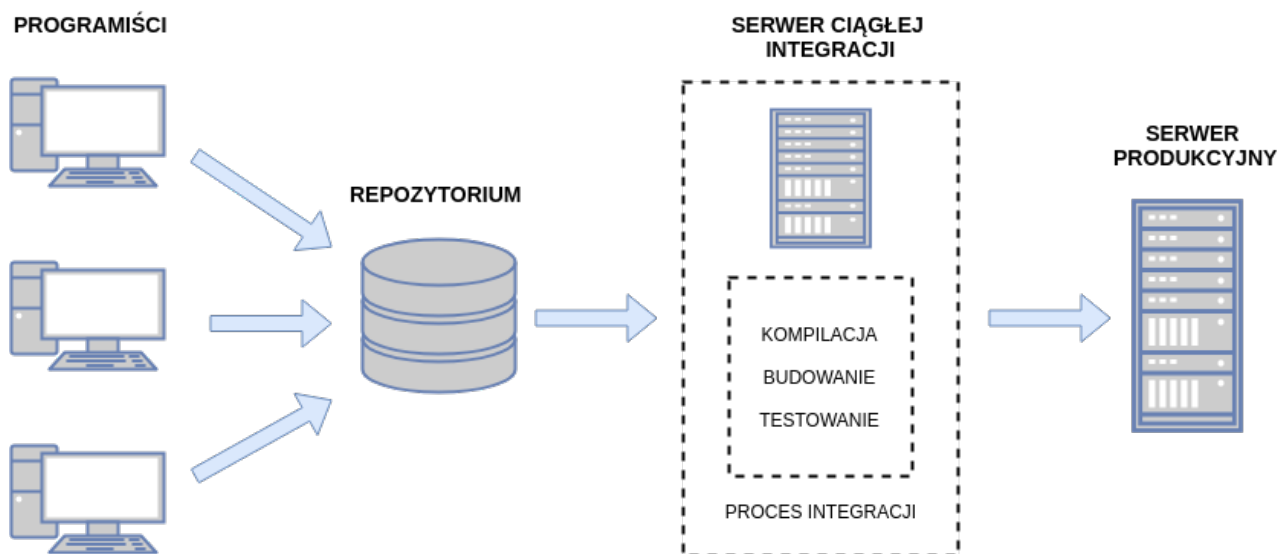 PROGRAMIŚCI
REPOZYTORIUM
SERWER CIĄGŁEJ
INTEGRACJI
KOMPILACJA
BUDOWANIE
TESTOWANIE
PROCES INTEGRACJI
SERWER
PRODUKCYJNY